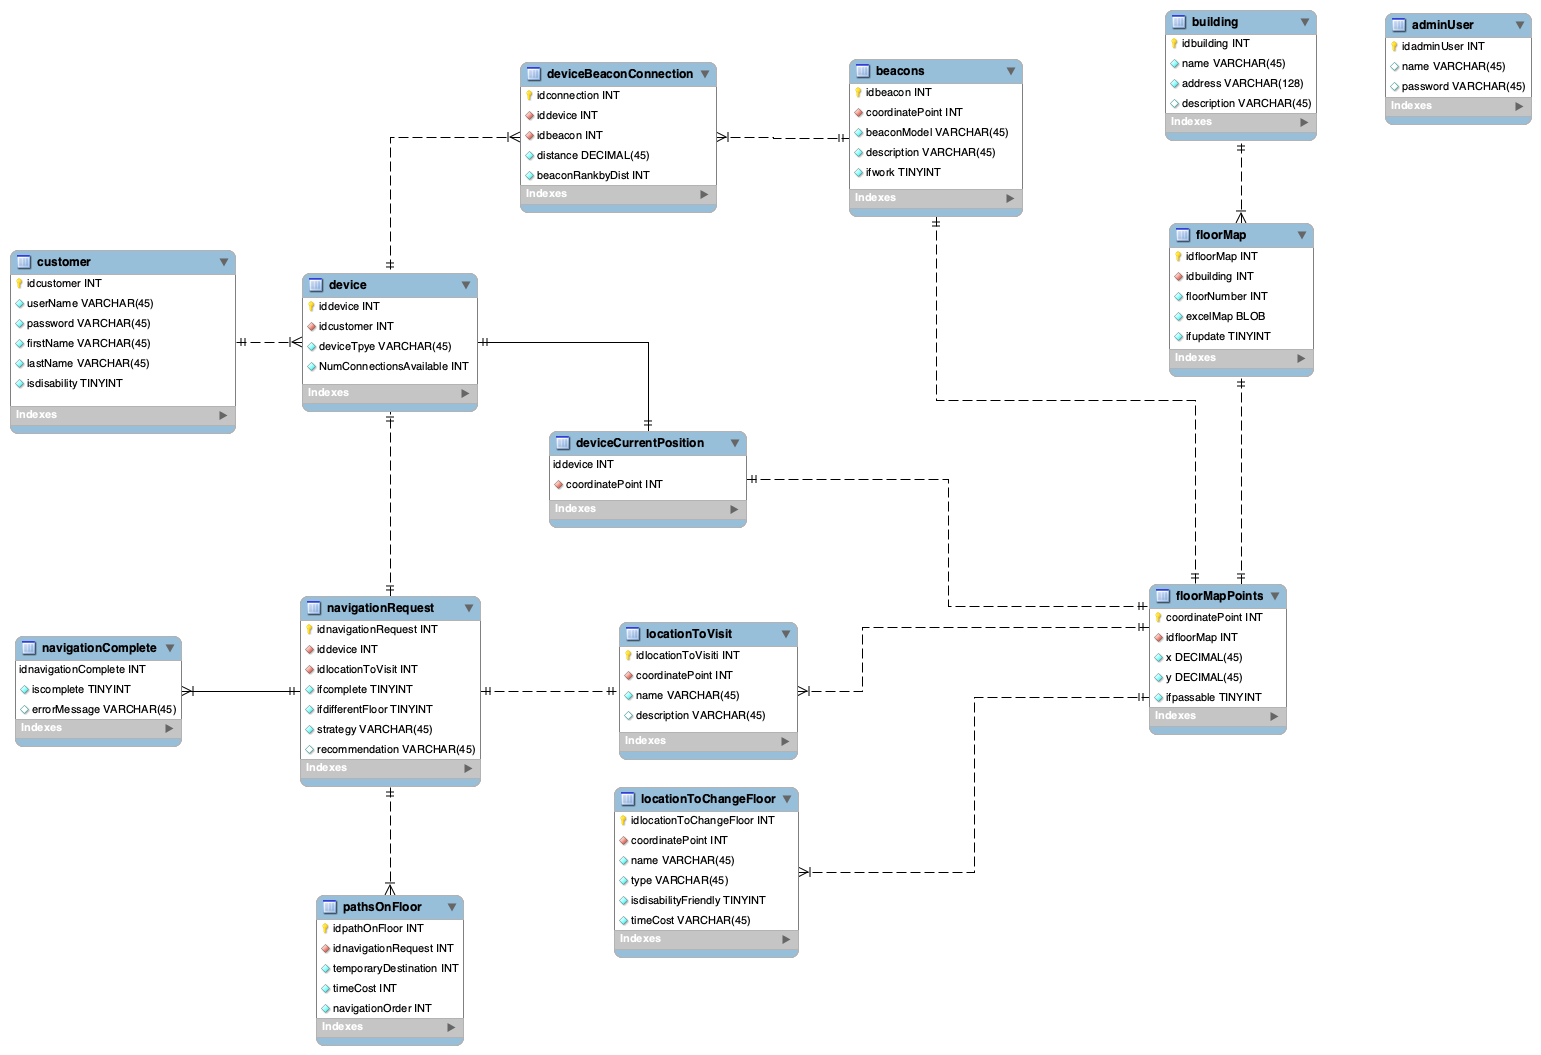 building
idbuilding INT
name VARCHAR(45)
address VARCHAR(128)
description VARCHAR(45)
Indexes
adminUser
idadminUser INT
name VARCHAR(45)
password VARCHAR(45)
Indexes
deviceBeaconConnection
idconnection INT
iddevice INT
idbeacon INT
distance DECIMAL(45)
beaconRankbyDist INT
Indexes
beacons
idbeacon INT
coordinatePoint INT
beaconModel VARCHAR(45)
description VARCHAR(45)
ifwork TINYINT
Indexes
floorMap
idfloorMap INT
idbuilding INT
floorNumber INT
excelMap BLOB
ifupdate TINYINT
Indexes
customer
idcustomer INT
userName VARCHAR(45)
password VARCHAR(45)
firstName VARCHAR(45)
lastName VARCHAR(45)
isdisability TINYINT
Indexes
device
iddevice INT
idcustomer INT
deviceTpye VARCHAR(45)
NumConnectionsAvailable INT
Indexes
deviceCurrentPosition
iddevice INT
coordinatePoint INT
Indexes
floorMapPoints
coordinatePoint INT
idfloorMap INT
x DECIMAL(45)
y DECIMAL(45)
ifpassable TINYINT
Indexes
navigationComplete
idnavigationComplete INT
iscomplete TINYINT
errorMessage VARCHAR(45)
Indexes
navigationRequest
idnavigationRequest INT
iddevice INT
idlocationToVisit INT
ifcomplete TINYINT
ifdifferentFloor TINYINT
strategy VARCHAR(45)
recommendation VARCHAR(45)
Indexes
locationToVisit
idlocationToVisiti INT
coordinatePoint INT
name VARCHAR(45)
description VARCHAR(45)
Indexes
locationToChangeFloor
idlocationToChangeFloor INT
coordinatePoint INT
name VARCHAR(45)
type VARCHAR(45)
isdisabilityFriendly TINYINT
timeCost VARCHAR(45)
Indexes
pathsOnFloor
idpathOnFloor INT
idnavigationRequest INT
temporaryDestination INT
timeCost INT
navigationOrder INT
Indexes